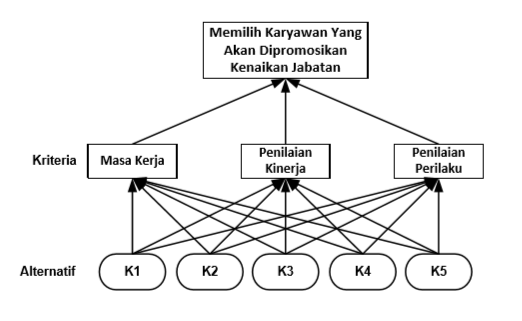 Memilih Karyawan Yang
Akan Dipromosikan
Kenaikan Jabatan
Kriteria
Masa Kerja
Penilaian
Kinerja
Penilaian
Perilaku
Alternatif
K1
K2
K3
K4
K5